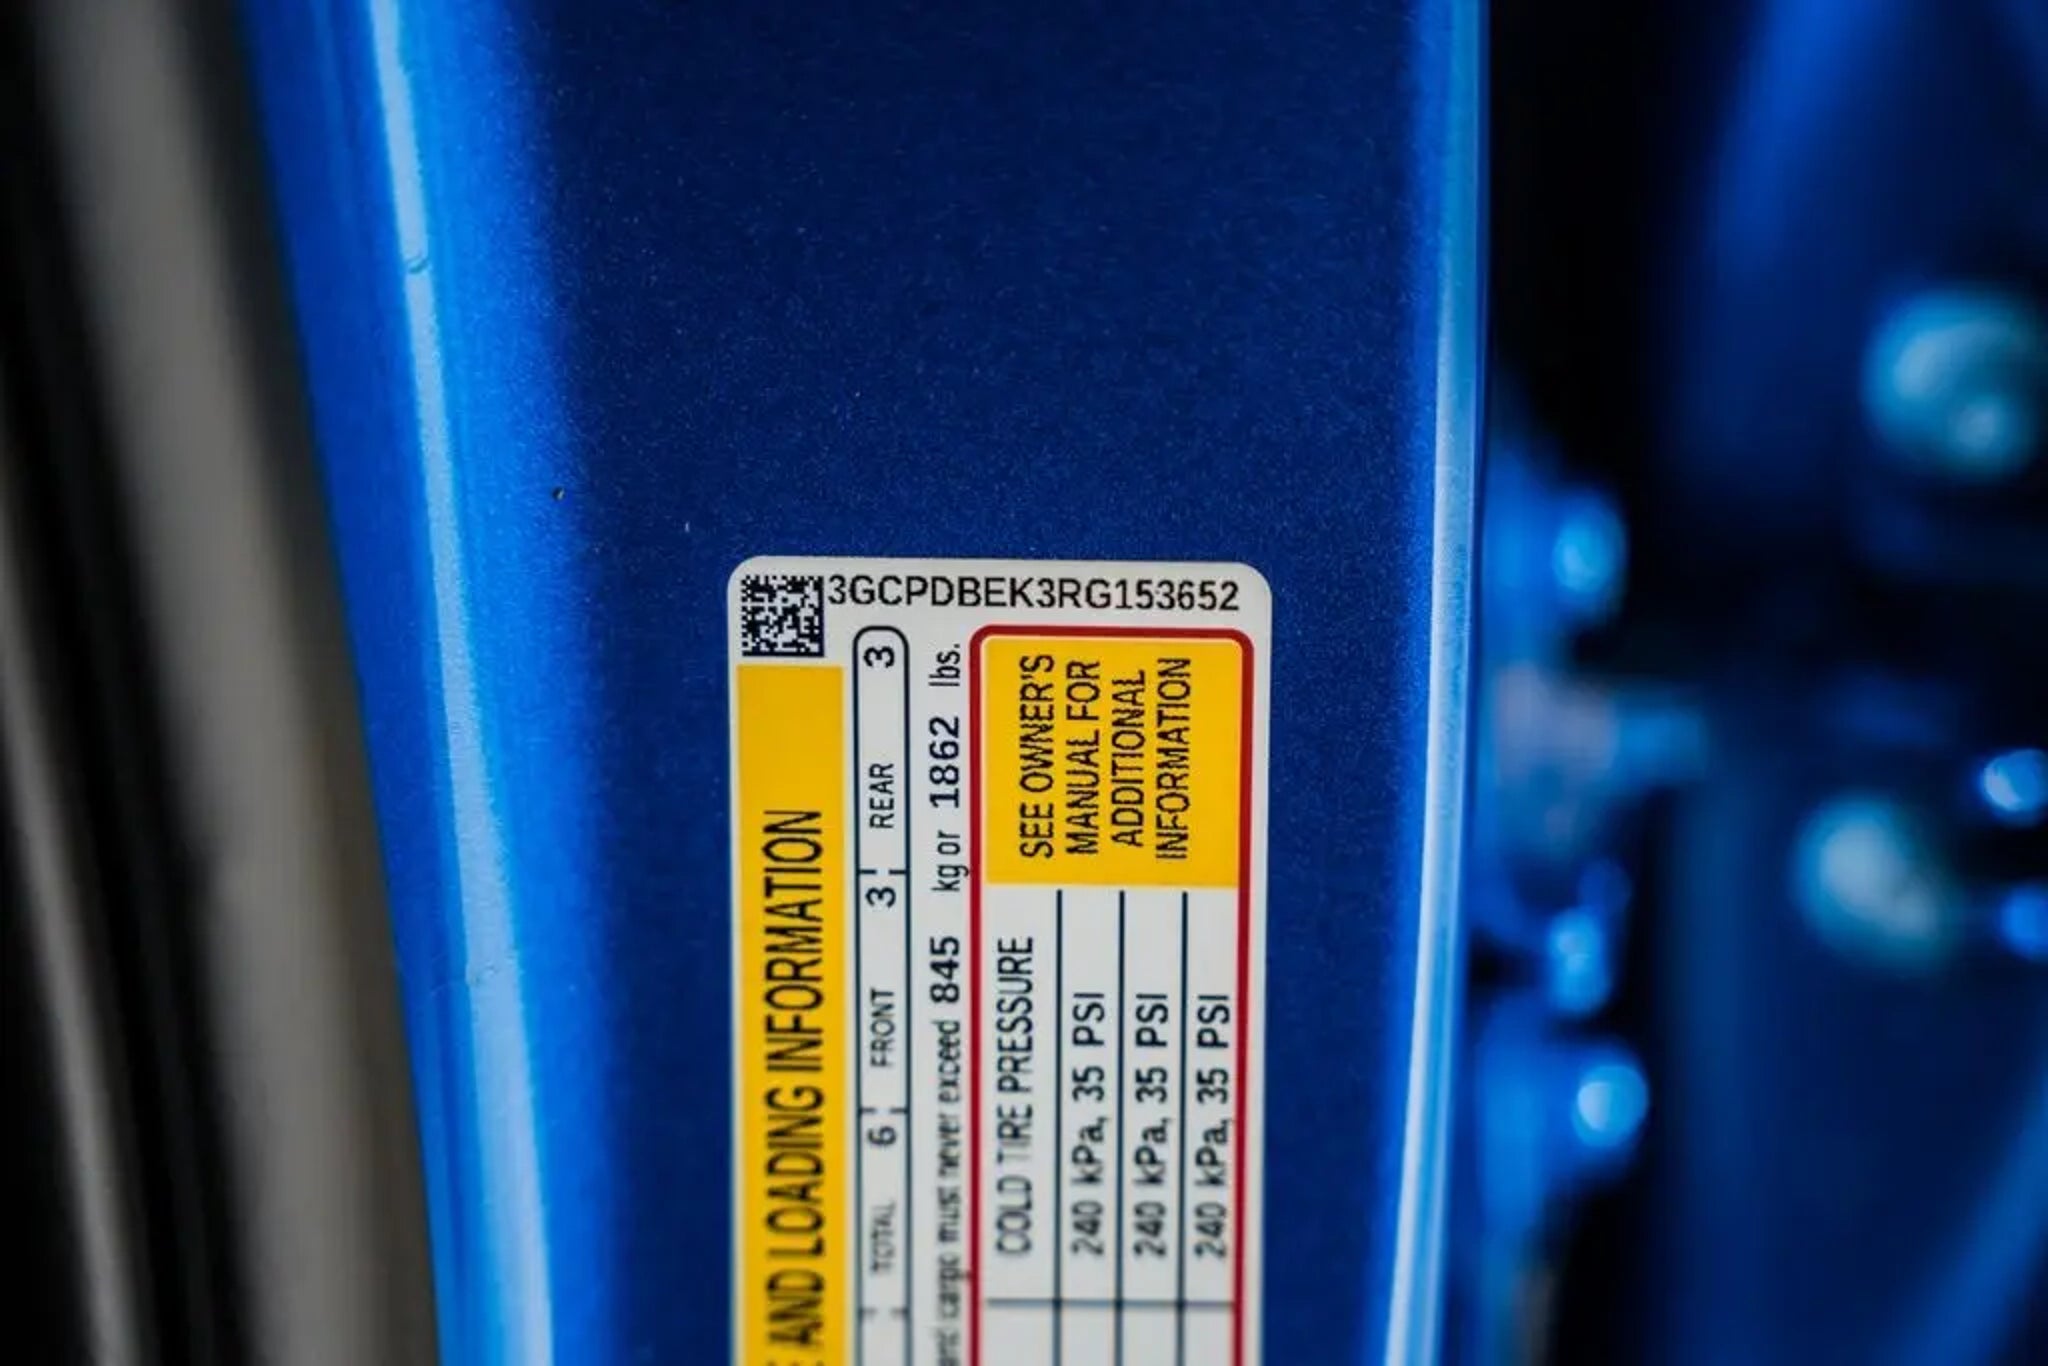 3GCPDBEK3RG153652
E AND LOADING INFORMATION
TOTAL 6 FRONT 3 REAR 3
and cargo must never exceed 845 kg or 1862 lbs.
COLD TIRE PRESSURE
240 kPa, 35 PSI
240 kPa, 35 PSI
240 kPa, 35 PSI
SEE OWNER'S
MANUAL FOR
ADDITIONAL
INFORMATION